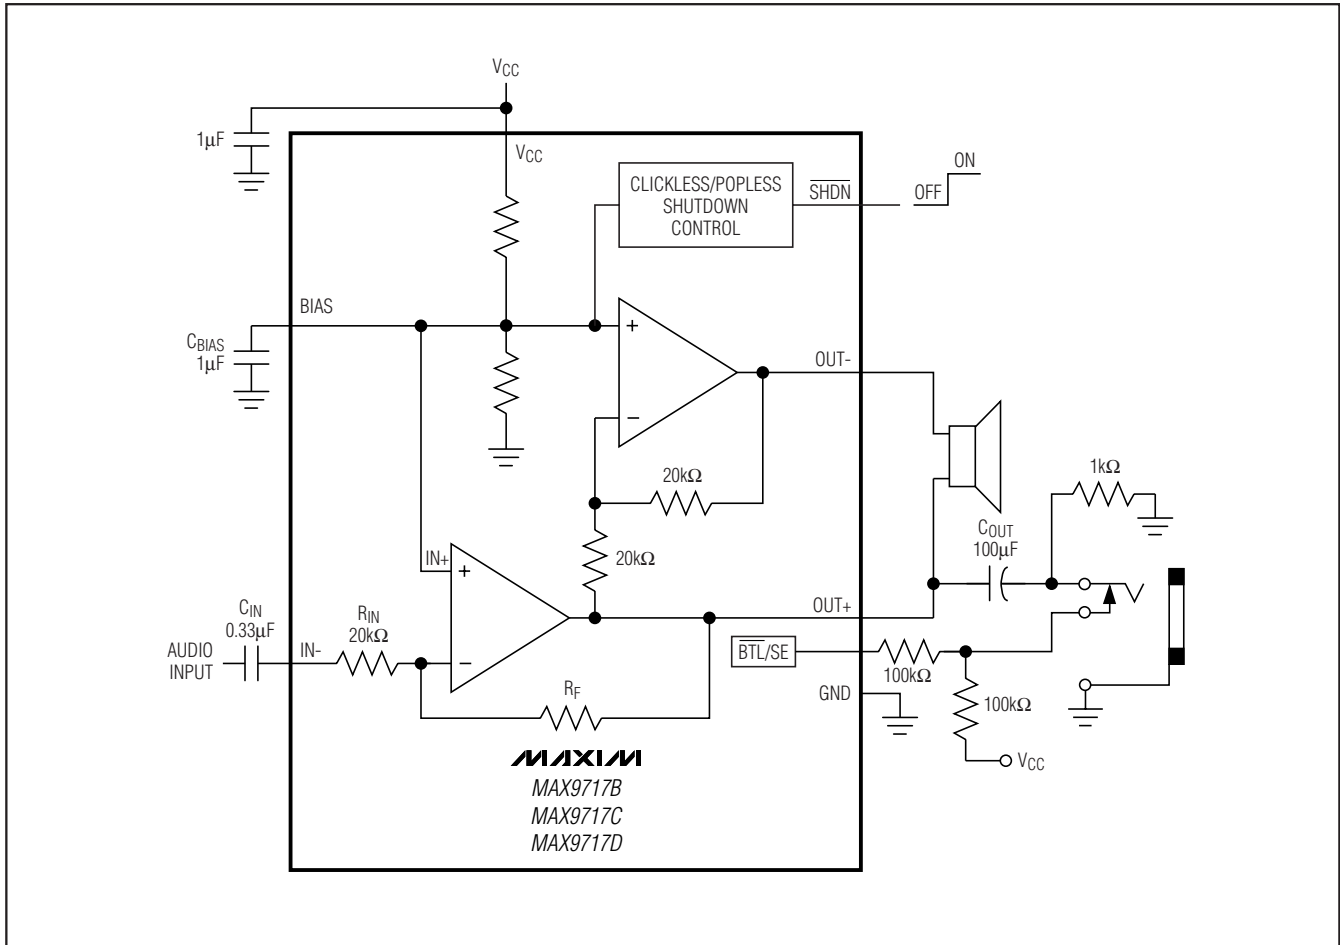 VCC
1µF
VCC
CLICKLESS/POPLESS
SHUTDOWN
CONTROL
SHDN
OFF
ON
BIAS
CBIAS
1µF
+
−
OUT-
20kΩ
20kΩ
1kΩ
COUT
100µF
IN+
+
−
CIN
0.33µF
AUDIO
INPUT
IN-
RIN
20kΩ
RF
OUT+
BTL/SE
100kΩ
100kΩ
GND
VCC
MAXIM
MAX9717B
MAX9717C
MAX9717D